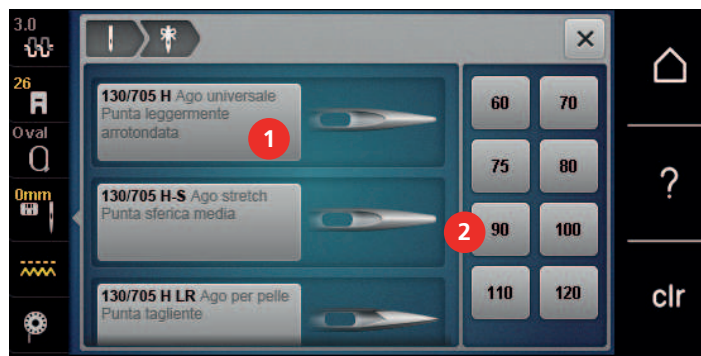 3.0
26
Oval
0mm
130/705 H Ago universale
Punta leggermente
arrotondata
1
130/705 H-S Ago stretch
Punta sferica media
130/705 H LR Ago per pelle
Punta tagliente
60 70
75 80
2
90 100
110 120
?
clr